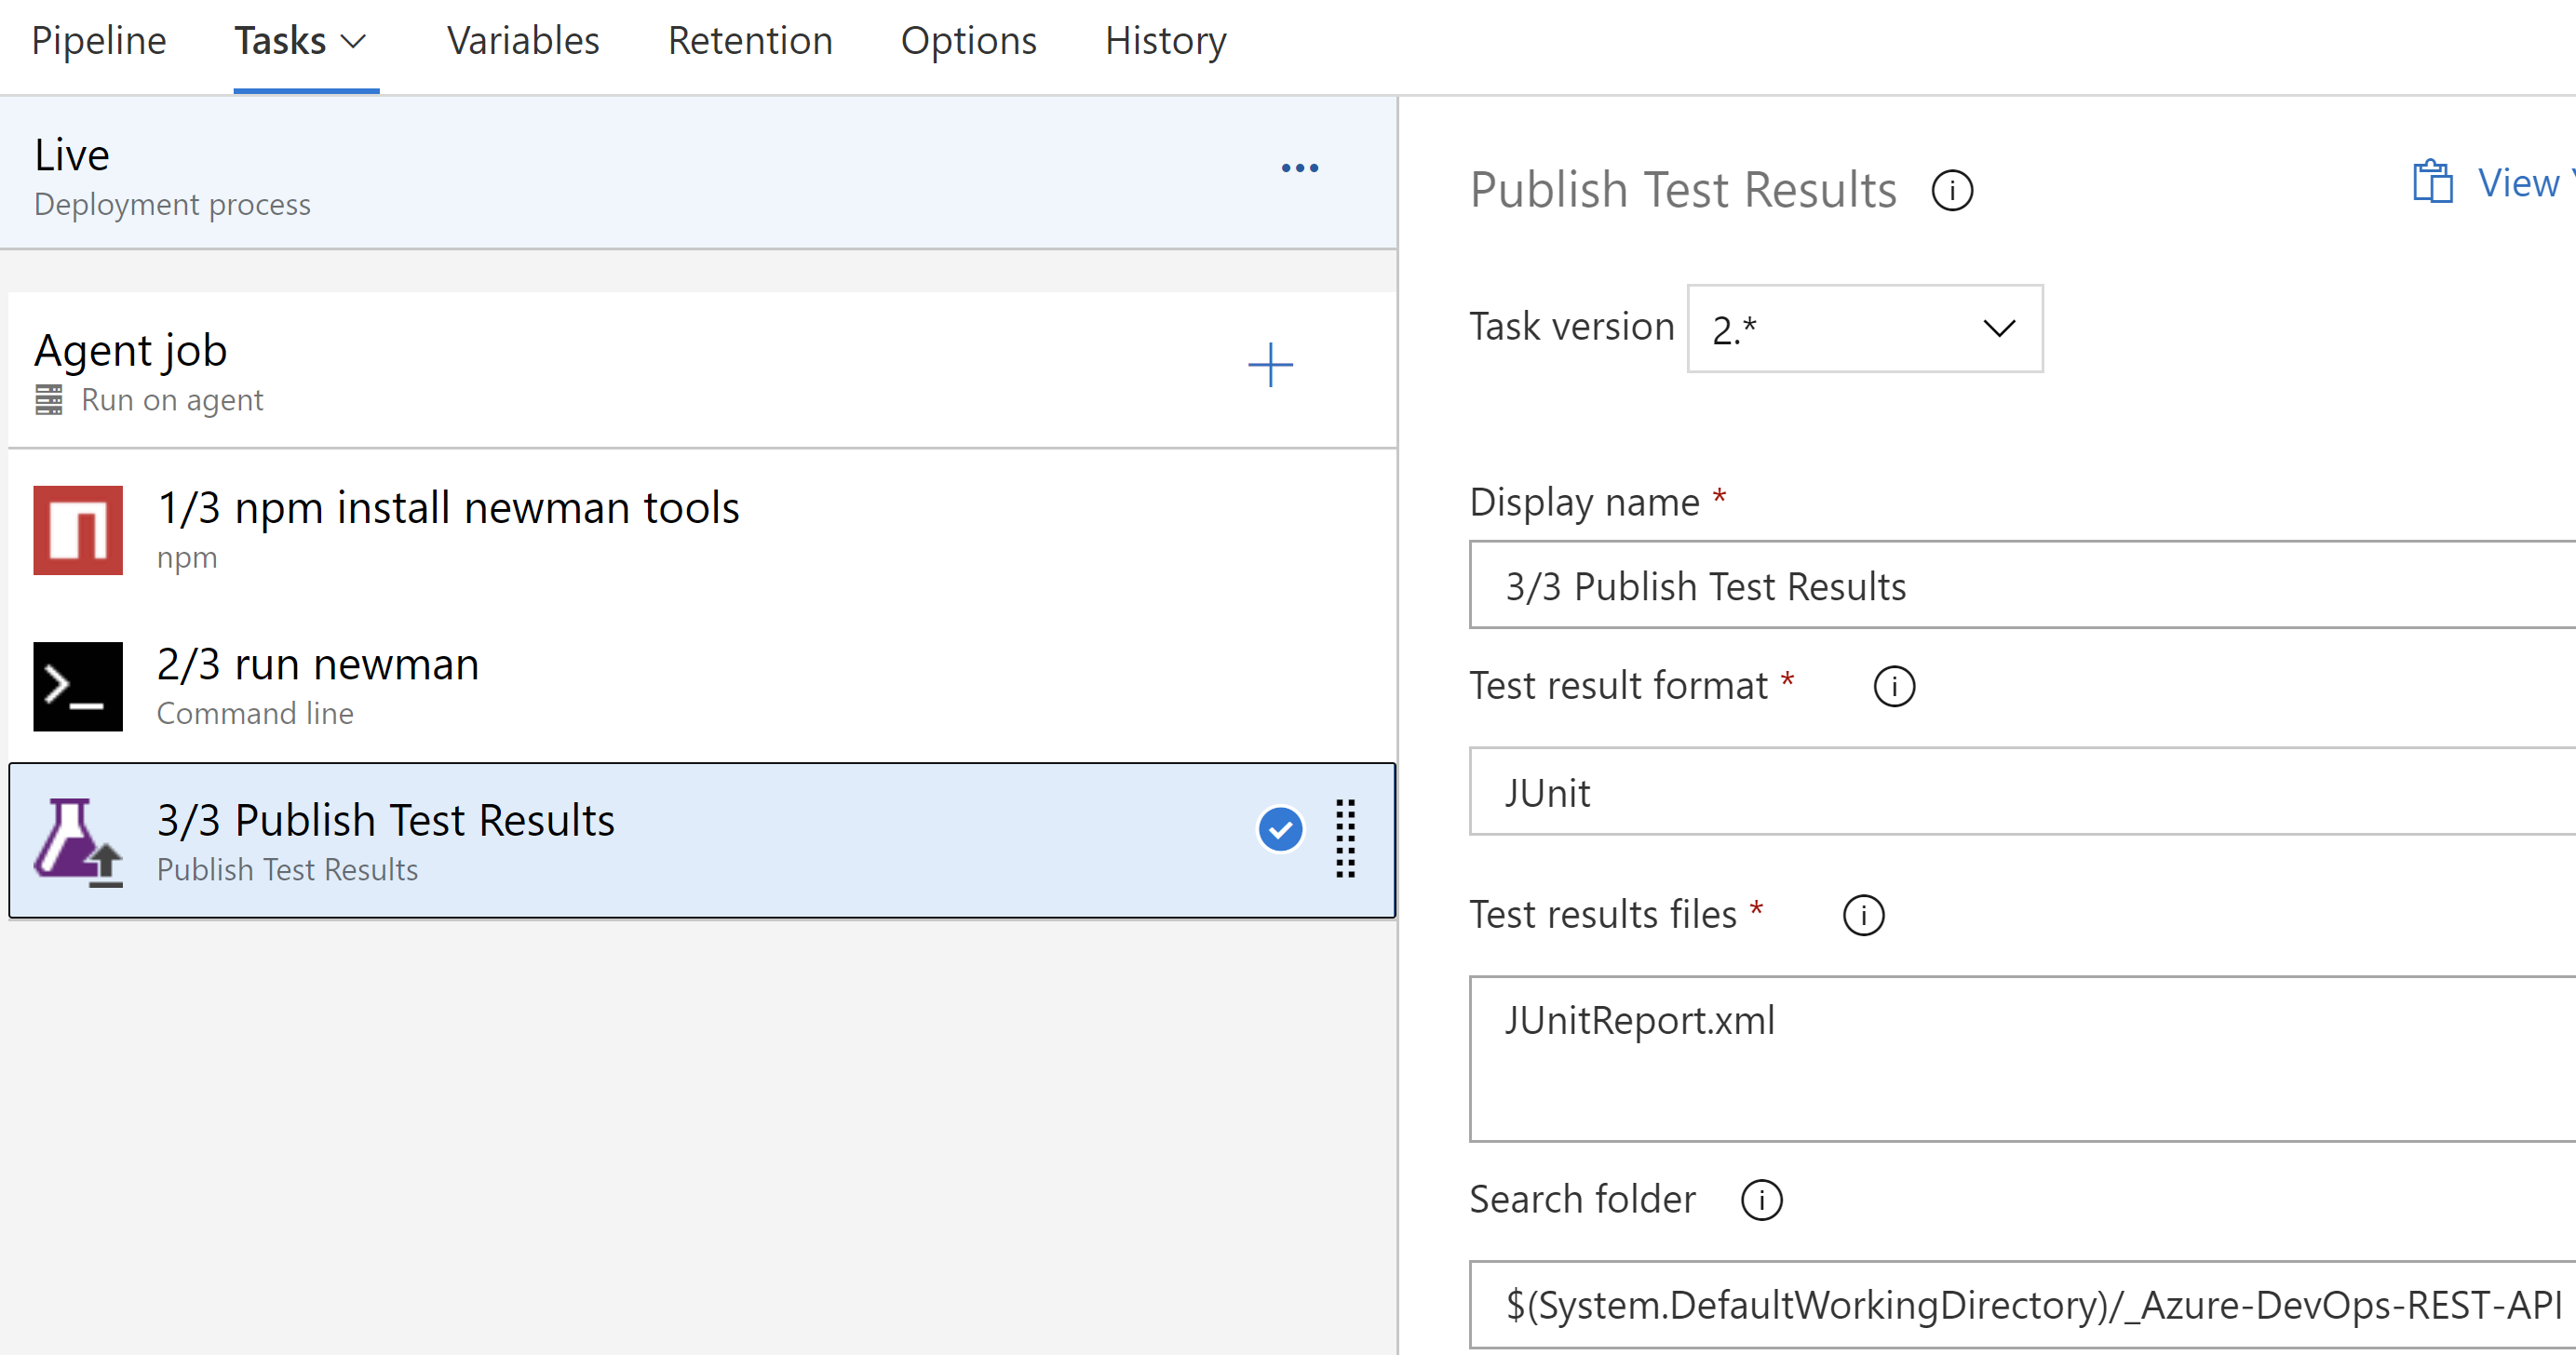 Pipeline Tasks Variables Retention Options History
Live
Deployment process
Agent job
Run on agent
1/3 npm install newman tools
npm
2/3 run newman
Command line
3/3 Publish Test Results
Publish Test Results
Publish Test Results
View
Task version 2.*
Display name *
3/3 Publish Test Results
Test result format *
JUnit
Test results files *
JUnitReport.xml
Search folder
$(System.DefaultWorkingDirectory)/_Azure-DevOps-REST-API